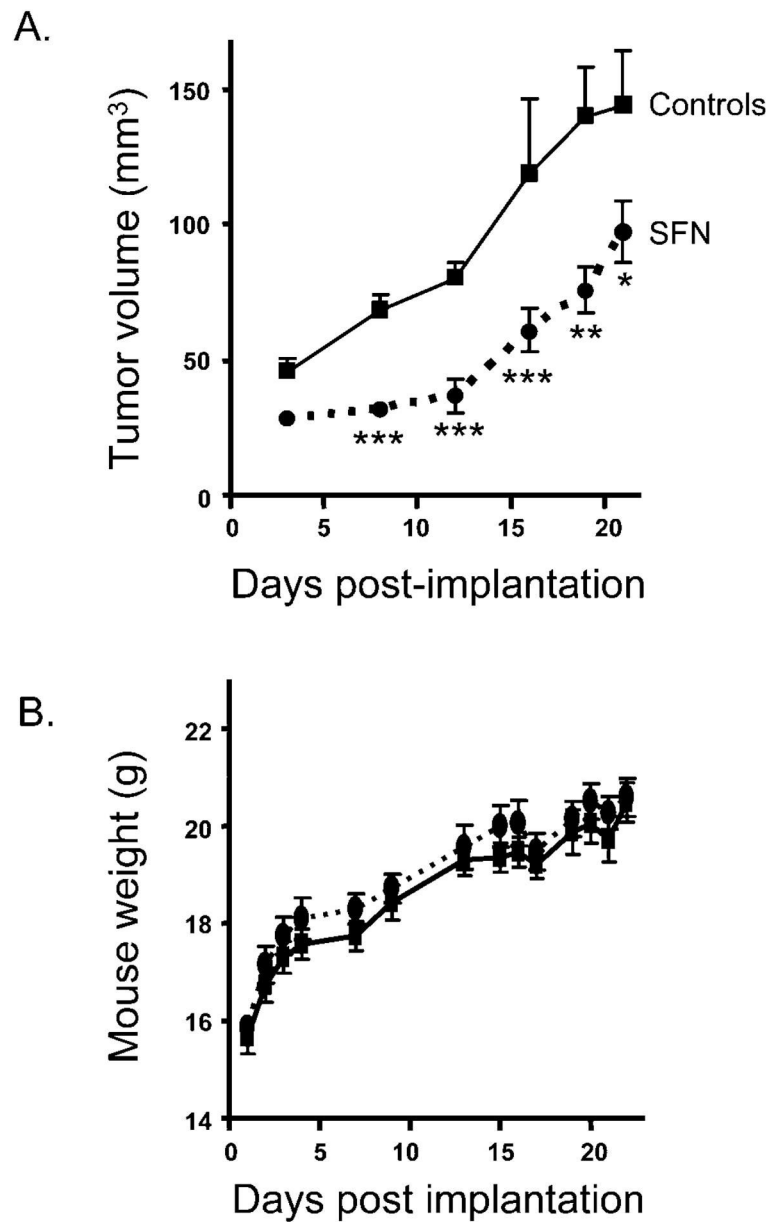 A.
Tumor volume (mm³)
150
100
50
0
Controls
SFN
***
***
***
**
*
0 5 10 15 20
Days post-implantation
B.
Mouse weight (g)
22
20
18
16
14
0 5 10 15 20
Days post implantation